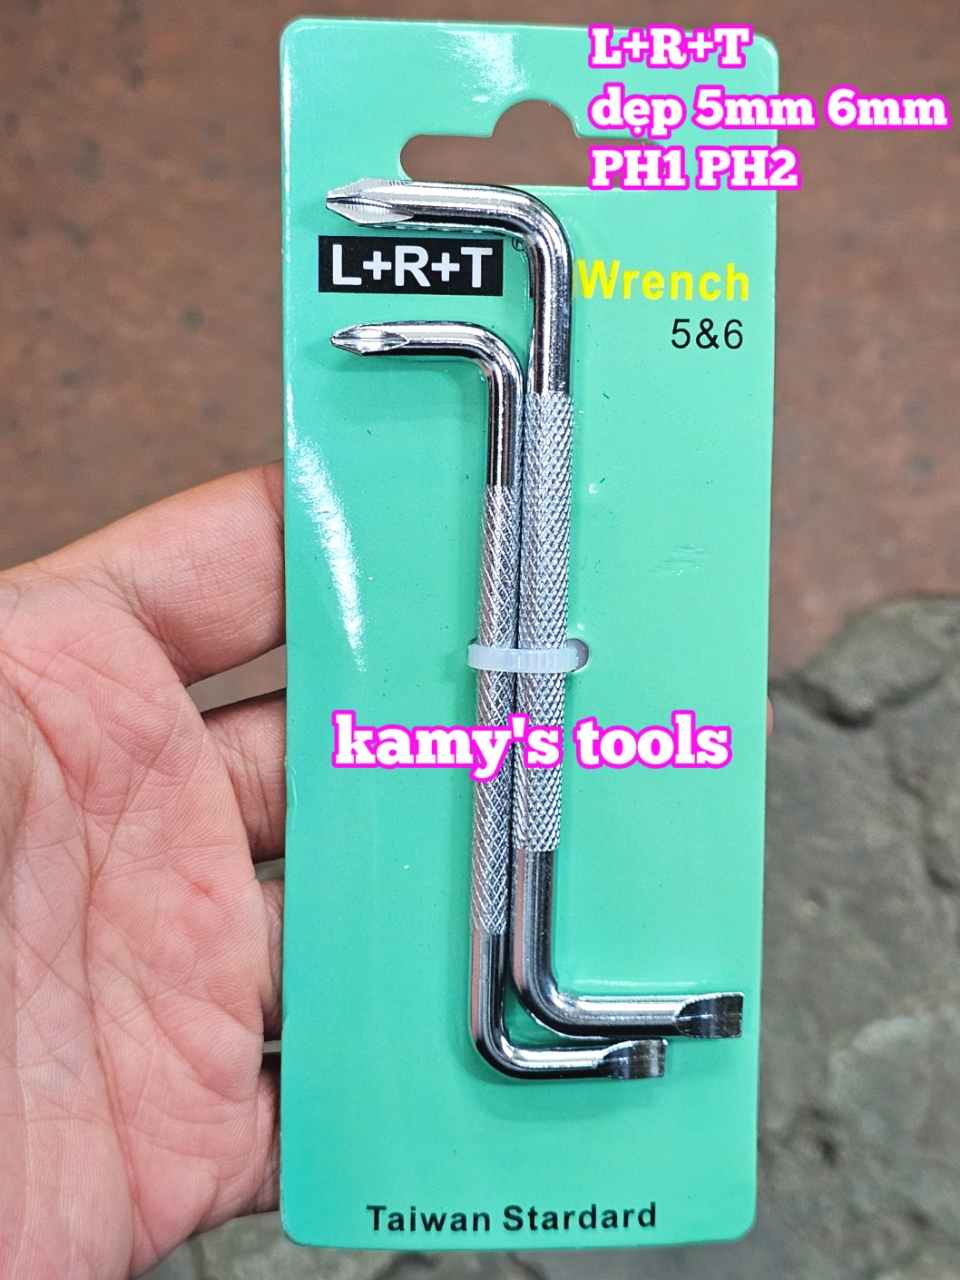 L+R+T
dẹp 5mm 6mm
PH1 PH2
L+R+T®
Wrench
5&6
kamy's tools
Taiwan Stardard